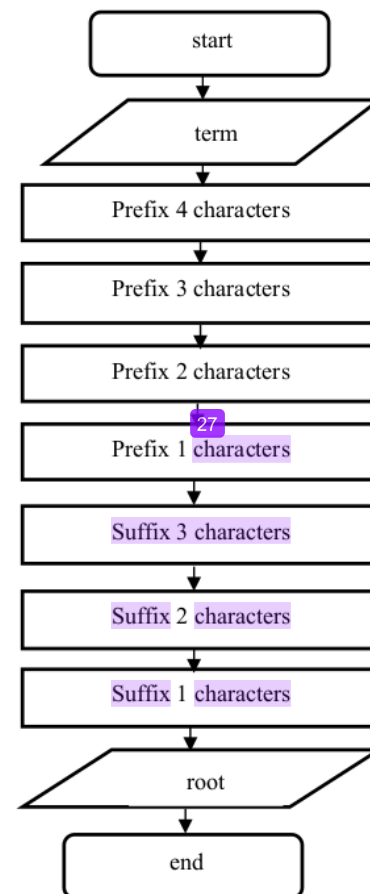 start
term
Prefix 4 characters
Prefix 3 characters
Prefix 2 characters
27
Prefix 1 characters
Suffix 3 characters
Suffix 2 characters
Suffix 1 characters
root
end